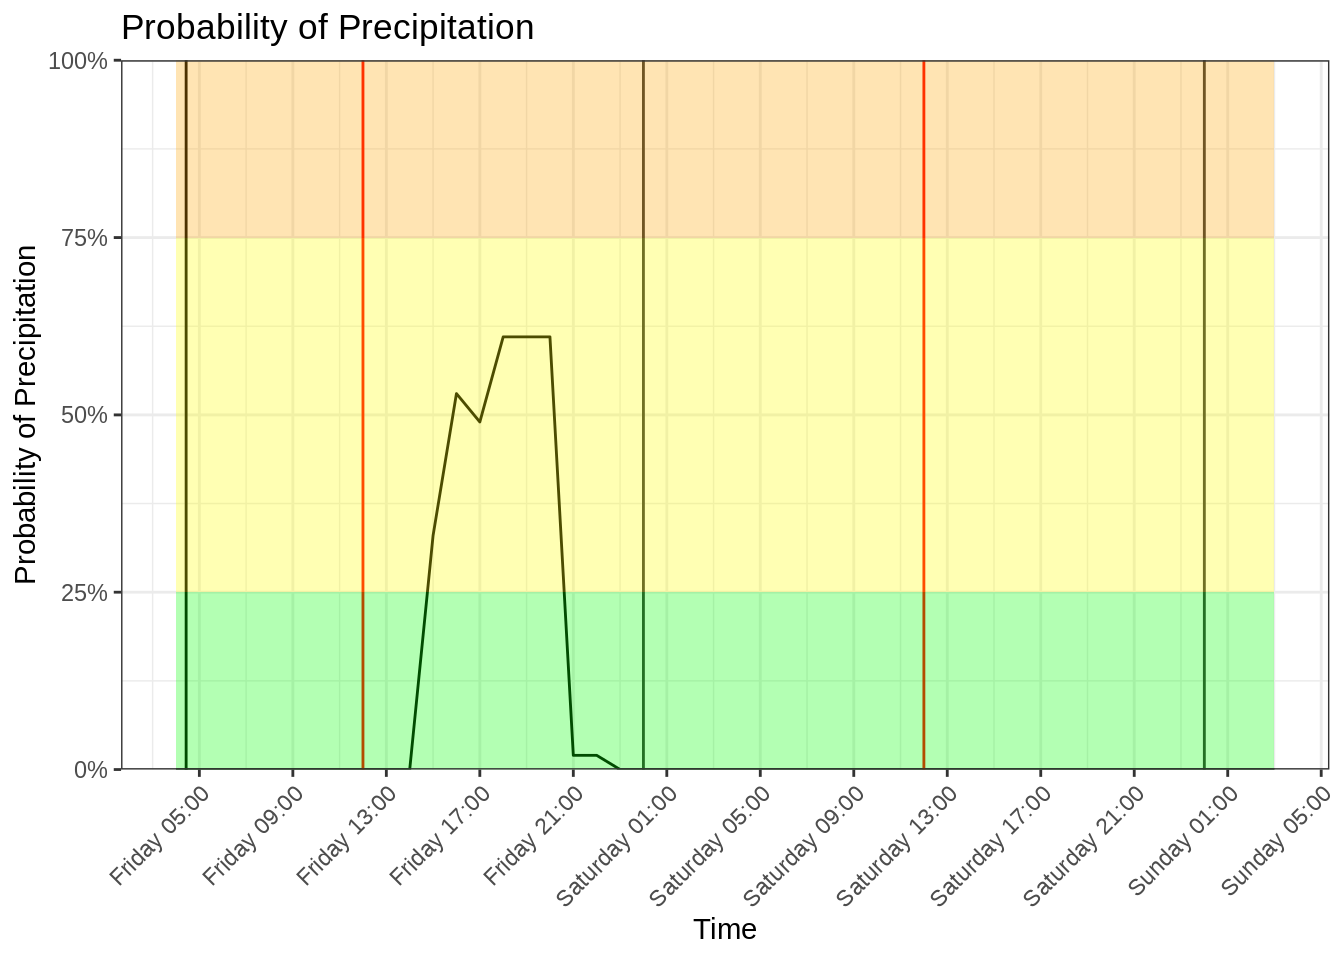 Probability of Precipitation
100%
75%
50%
25%
0%
Probability of Precipitation
Friday 05:00
Friday 09:00
Friday 13:00
Friday 17:00
Friday 21:00
Saturday 01:00
Saturday 05:00
Saturday 09:00
Saturday 13:00
Saturday 17:00
Saturday 21:00
Sunday 01:00
Sunday 05:00
Time